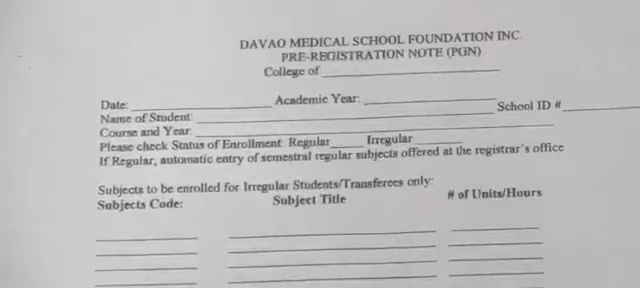 DAVAO MEDICAL SCHOOL FOUNDATION INC.
PRE-REGISTRATION NOTE (PGN)
College of
Date: Academic Year:
Name of Student: School ID #
Course and Year:
Please check Status of Enrollment: Regular Irregular
If Regular, automatic entry of semestral regular subjects offered at the registrar's office
Subjects to be enrolled for Irregular Students/Transferees only:
Subjects Code: Subject Title # of Units/Hours